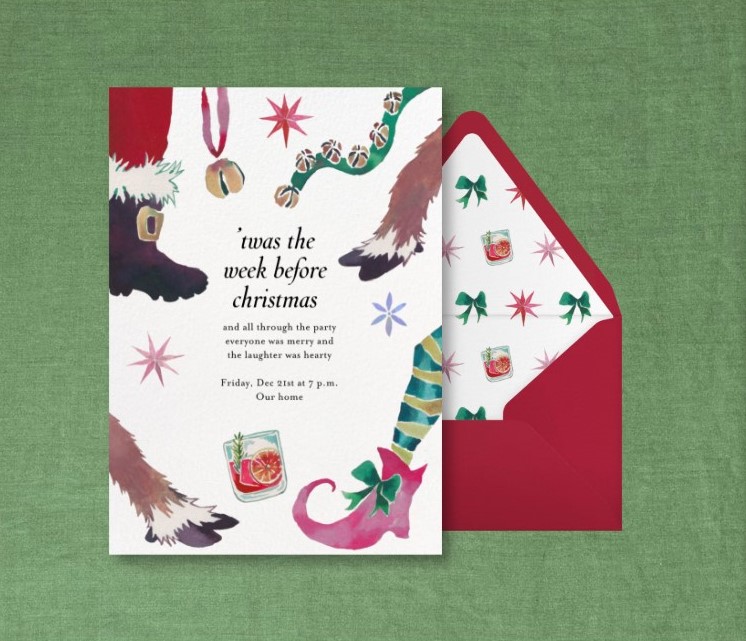 'twas the
week before
christmas
and all through the party
everyone was merry and
the laughter was hearty
Friday, Dec 21st at 7 p.m.
Our home